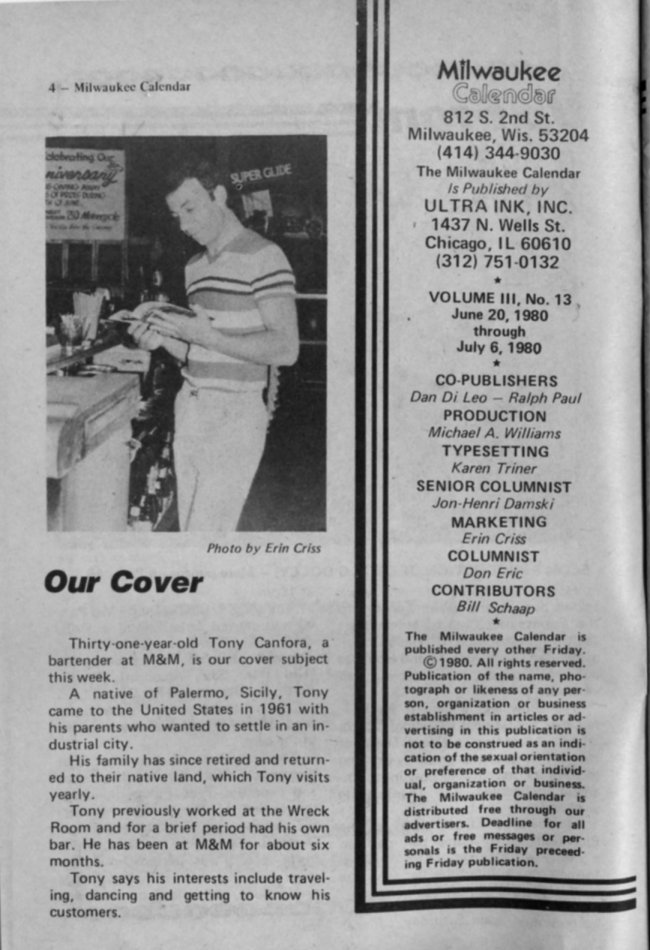 4 – Milwaukee Calendar
Celebrating Our
niversary
SUPER GLIDE
Photo by Erin Criss
Our Cover
Thirty-one-year-old Tony Canfora, a
bartender at M&M, is our cover subject
this week.
A native of Palermo, Sicily, Tony
came to the United States in 1961 with
his parents who wanted to settle in an in-
dustrial city.
His family has since retired and return-
ed to their native land, which Tony visits
yearly.
Tony previously worked at the Wreck
Room and for a brief period had his own
bar. He has been at M&M for about six
months.
Tony says his interests include travel-
ing, dancing and getting to know his
customers.
Milwaukee
Calendar
812 S. 2nd St.
Milwaukee, Wis. 53204
(414) 344-9030
The Milwaukee Calendar
Is Published by
ULTRA INK, INC.
1437 N. Wells St.
Chicago, IL 60610
(312) 751-0132
★
VOLUME III, No. 13
June 20, 1980
through
July 6, 1980
★
CO-PUBLISHERS
Dan Di Leo – Ralph Paul
PRODUCTION
Michael A. Williams
TYPESETTING
Karen Triner
SENIOR COLUMNIST
Jon-Henri Damski
MARKETING
Erin Criss
COLUMNIST
Don Eric
CONTRIBUTORS
Bill Schaap
★
The Milwaukee Calendar is
published every other Friday.
©1980. All rights reserved.
Publication of the name, pho-
tograph or likeness of any per-
son, organization or business
establishment in articles or ad-
vertising in this publication is
not to be construed as an indi-
cation of the sexual orientation
or preference of that individ-
ual, organization or business.
The Milwaukee Calendar is
distributed free through our
advertisers. Deadline for all
ads or free messages or per-
sonals is the Friday preceed-
ing Friday publication.